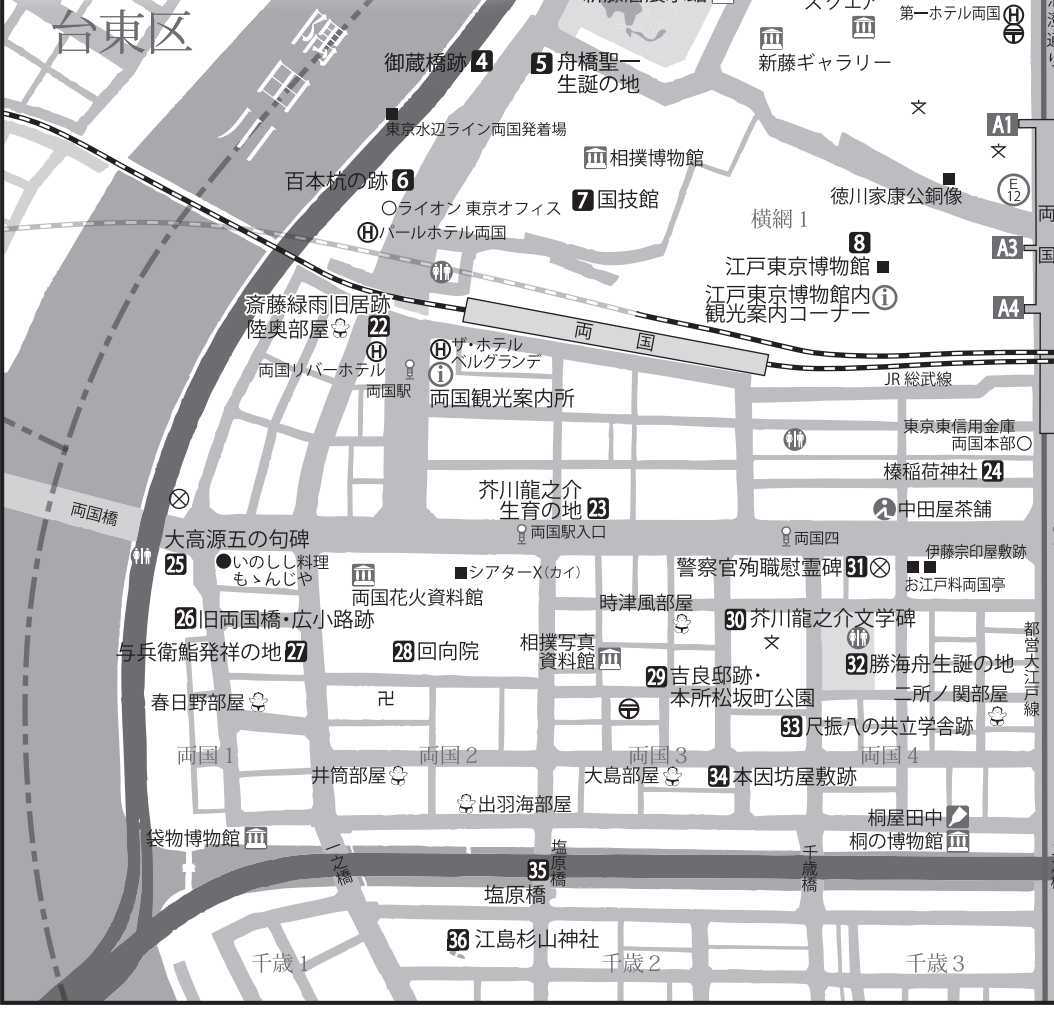 台東区
隅田川
第一ホテル両国
新藤ギャラリー
4 御蔵橋跡
5 舟橋聖一
生誕の地
東京水辺ライン両国発着場
A1
相撲博物館
百本杭の跡 6
7 国技館
ライオン 東京オフィス
パールホテル両国
徳川家康公銅像
E
12
横網 1
8
江戸東京博物館
江戸東京博物館内
観光案内コーナー
A3
A4
両国
斎藤緑雨旧居跡
22
陸奥部屋
両国リバーホテル
ザ・ホテル
ベルグランデ
両国駅
両国観光案内所
両国
JR 総武線
東京東信用金庫
両国本部
榛稲荷神社 24
芥川龍之介
生育の地 23
中田屋茶舗
両国橋
両国駅入口
両国四
大高源五の句碑
25
いのしし料理
もゝんじや
シアターX(カイ)
両国花火資料館
警察官殉職慰霊碑 31
伊藤宗印屋敷跡
お江戸料両国亭
時津風部屋
26 旧両国橋・広小路跡
30 芥川龍之介文学碑
与兵衛鮨発祥の地 27
28 回向院
相撲写真
資料館
29 吉良邸跡・
本所松坂町公園
32 勝海舟生誕の地
都営大江戸線
春日野部屋
卍
二所ノ関部屋
33 尺振八の共立学舎跡
両国 1
両国 2
両国 3
両国 4
井筒部屋
大島部屋
34 本因坊屋敷跡
出羽海部屋
桐屋田中
桐の博物館
袋物博物館
一之橋
塩原橋
35
塩原橋
千歳橋
36 江島杉山神社
千歳 1
千歳 2
千歳 3